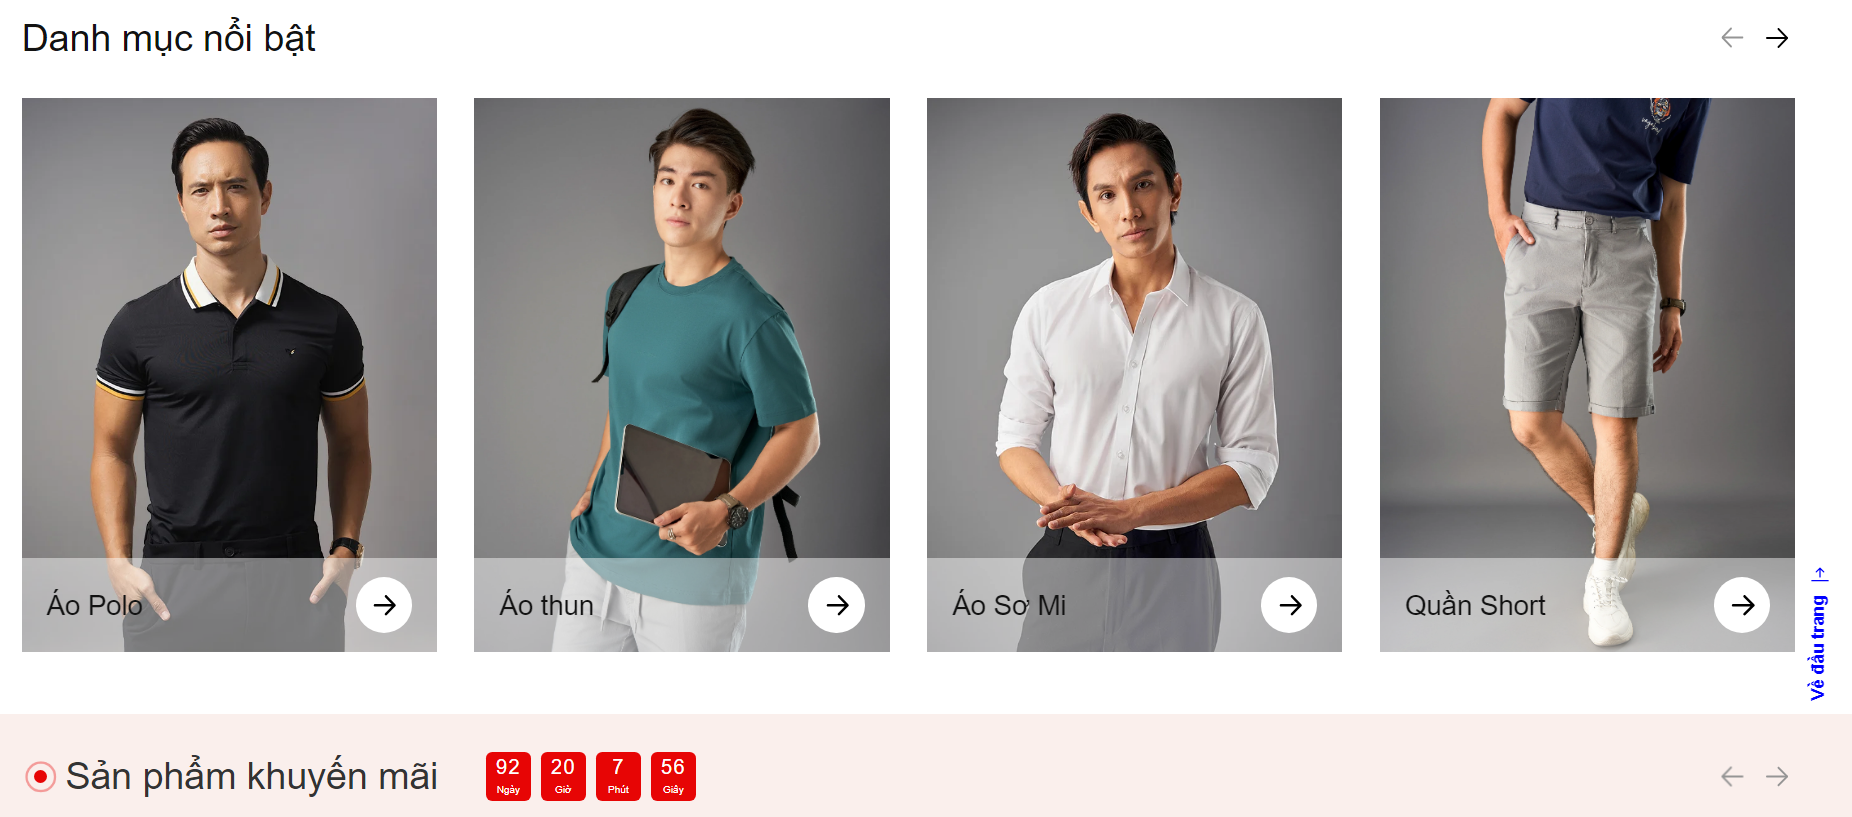 Danh mục nổi bật
Áo Polo
Áo thun
Áo Sơ Mi
Quần Short
Về đầu trang
Sản phẩm khuyến mãi
92 20 7 56
Ngày Giờ Phút Giây